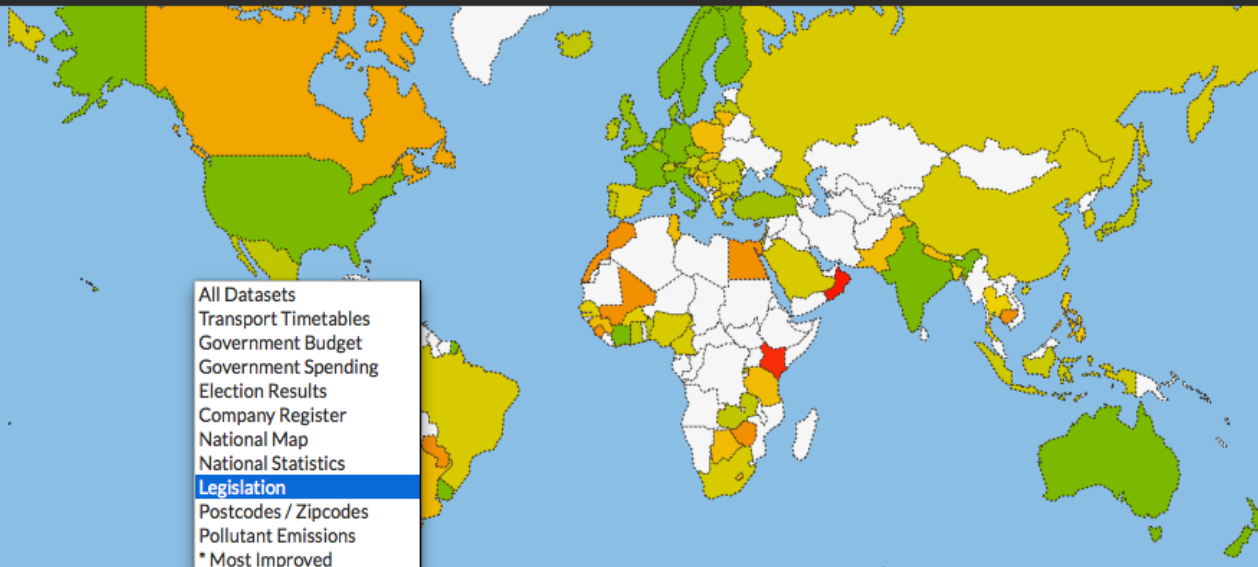 All Datasets
Transport Timetables
Government Budget
Government Spending
Election Results
Company Register
National Map
National Statistics
Legislation
Postcodes / Zipcodes
Pollutant Emissions
* Most Improved